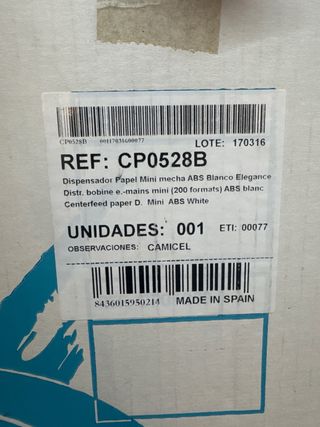 CP0528B 00117031600077
LOTE: 170316
REF: CP0528B
Dispensador Papel Mini mecha ABS Blanco Elegance
Distr. bobine e.-mains mini (200 formats) ABS blanc
Centerfeed paper D. Mini ABS White
UNIDADES: 001 ETI: 00077
OBSERVACIONES: CAMICEL
8436015950214 MADE IN SPAIN